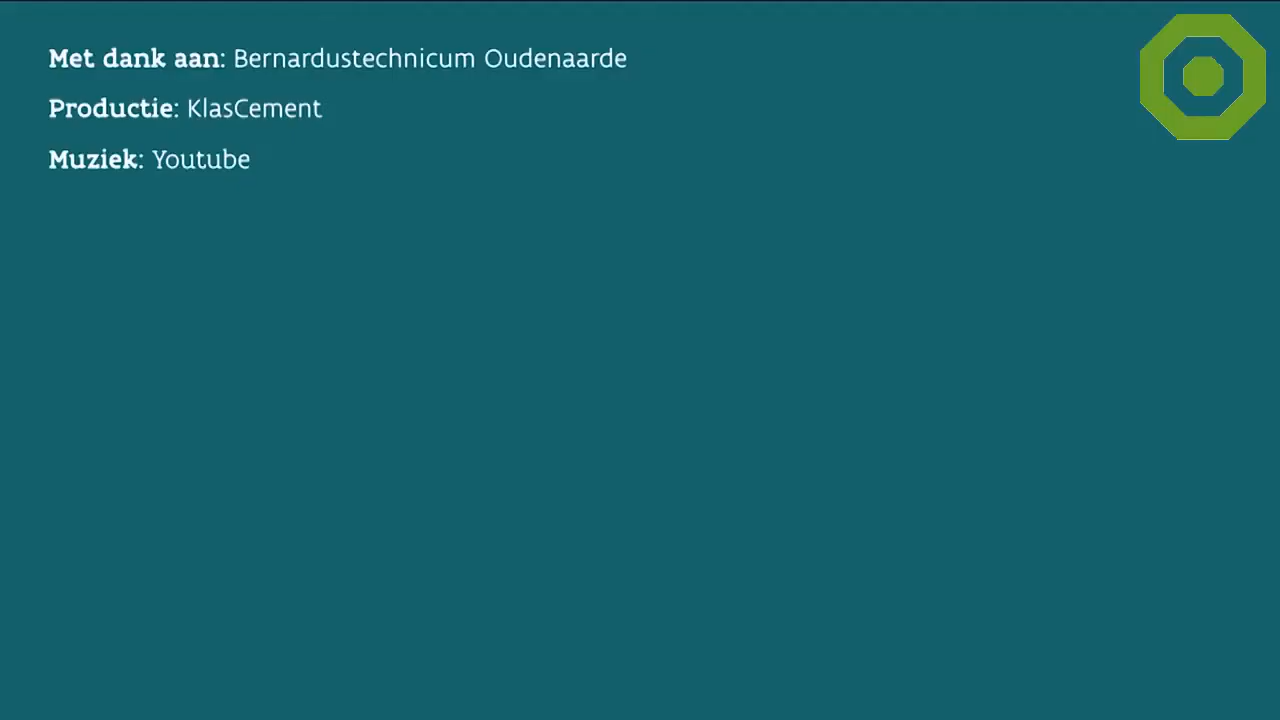 Met dank aan: Bernardustechnicum Oudenaarde
Productie: KlasCement
Muziek: Youtube